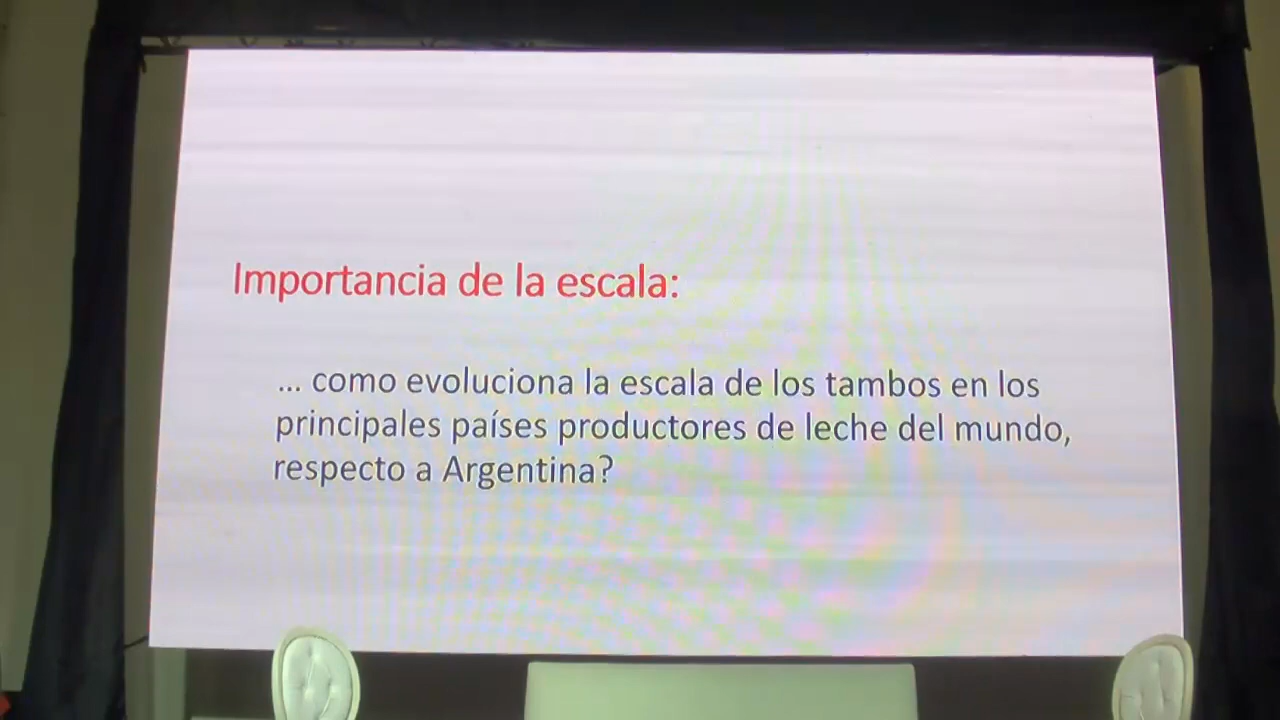 Importancia de la escala:
... como evoluciona la escala de los tambos en los
principales países productores de leche del mundo,
respecto a Argentina?